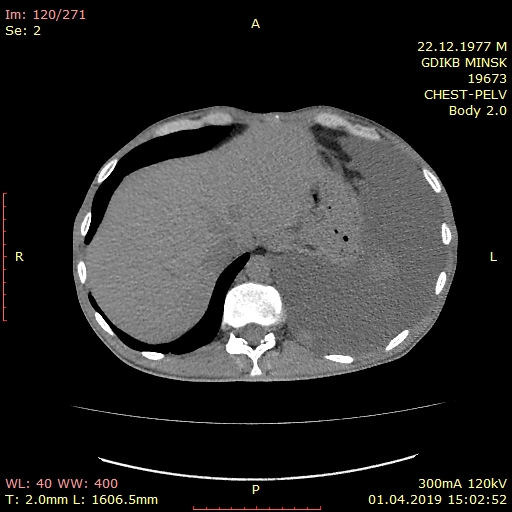 Im: 120/271
Se: 2
A
22.12.1977 M
GDIKB MINSK
19673
CHEST-PELV
Body 2.0
R
L
WL: 40 WW: 400
T: 2.0mm L: 1606.5mm
P
300mA 120kV
01.04.2019 15:02:52